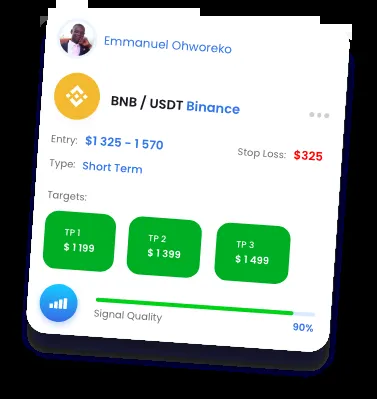 Emmanuel Ohworeko
BNB / USDT Binance
Entry: $1 325 - 1 570
Stop Loss: $325
Type: Short Term
Targets:
TP 1
$ 1 199
TP 2
$ 1 399
TP 3
$ 1 499
Signal Quality
90%